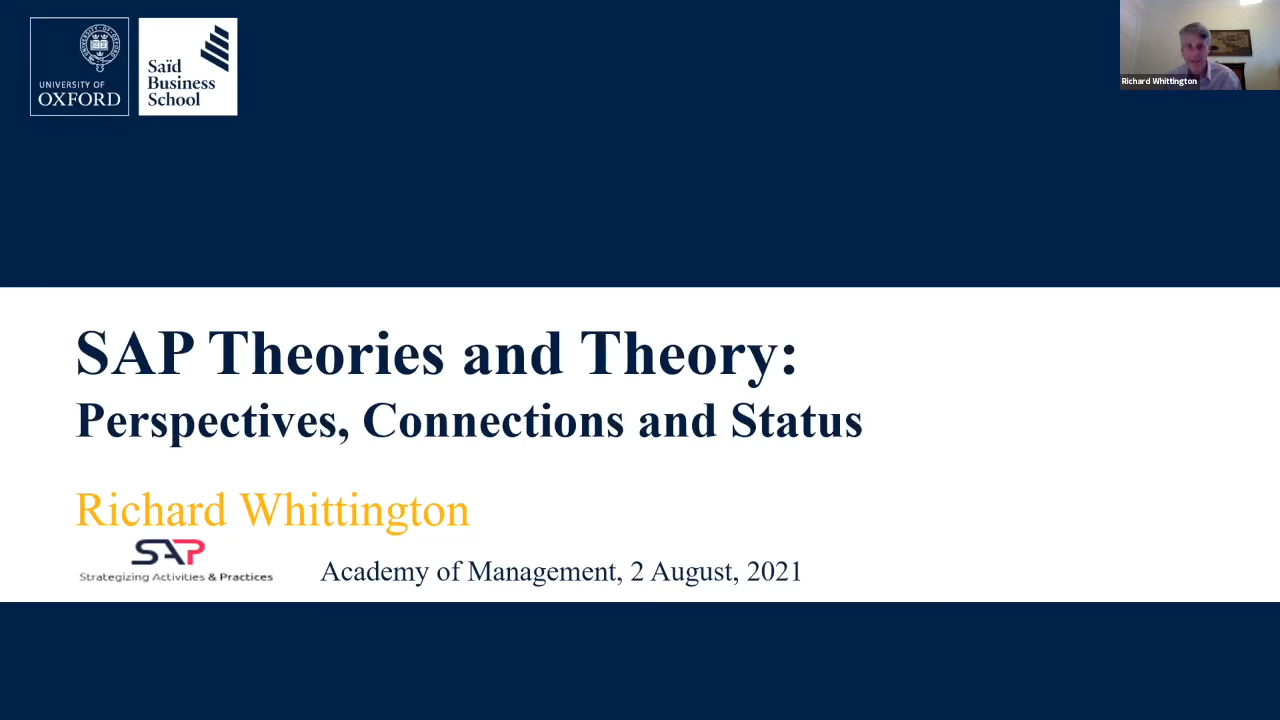 UNIVERSITY OF
OXFORD
Saïd
Business
School
Richard Whittington
SAP Theories and Theory:
Perspectives, Connections and Status
Richard Whittington
SAP
Strategizing Activities & Practices
Academy of Management, 2 August, 2021